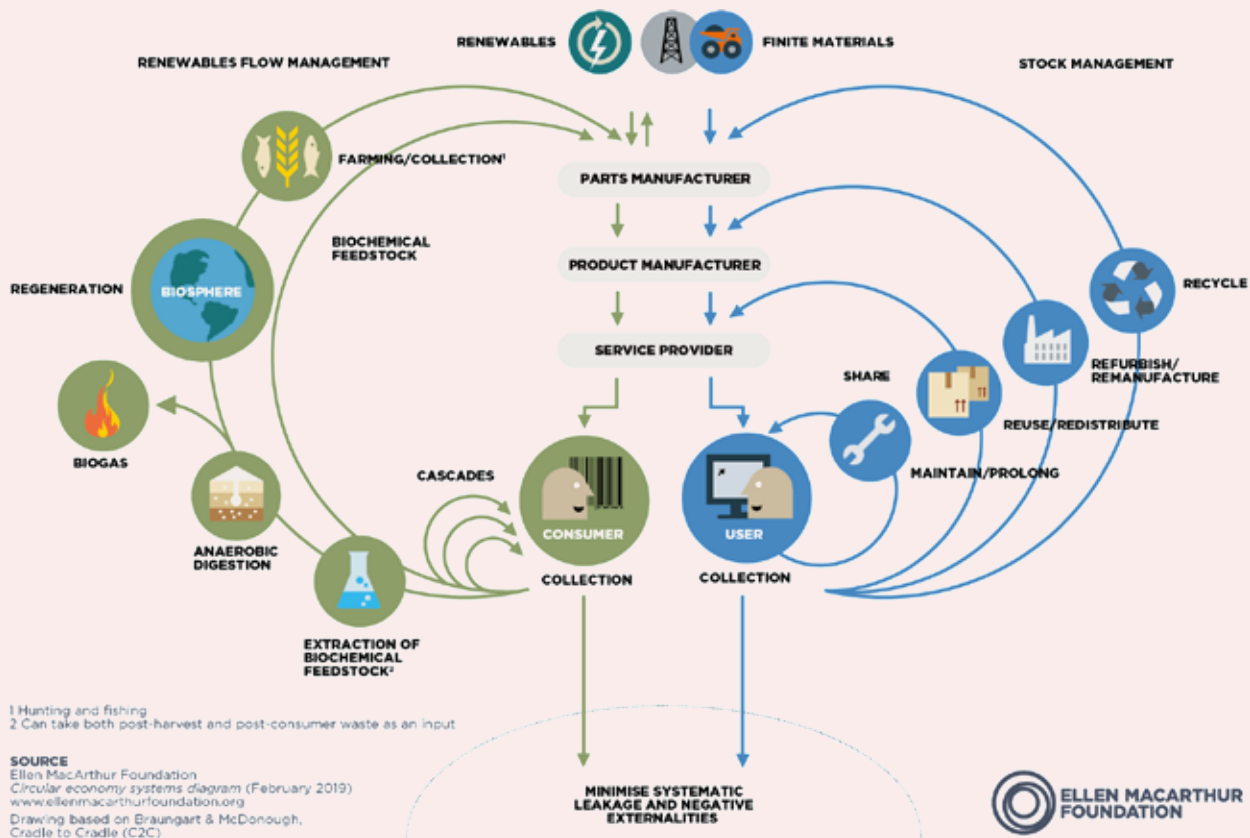 RENEWABLES
FINITE MATERIALS
RENEWABLES FLOW MANAGEMENT
STOCK MANAGEMENT
FARMING/COLLECTION¹
PARTS MANUFACTURER
BIOCHEMICAL
FEEDSTOCK
PRODUCT MANUFACTURER
REGENERATION
BIOSPHERE
RECYCLE
SERVICE PROVIDER
SHARE
REFURBISH/
REMANUFACTURE
REUSE/REDISTRIBUTE
BIOGAS
CASCADES
MAINTAIN/PROLONG
CONSUMER
USER
ANAEROBIC
DIGESTION
COLLECTION
COLLECTION
EXTRACTION OF
BIOCHEMICAL
FEEDSTOCK²
1 Hunting and fishing
2 Can take both post-harvest and post-consumer waste as an input
SOURCE
Ellen MacArthur Foundation
Circular economy systems diagram (February 2019)
www.ellenmacarthurfoundation.org
Drawing based on Braungart & McDonough,
Cradle to Cradle (C2C)
MINIMISE SYSTEMATIC
LEAKAGE AND NEGATIVE
EXTERNALITIES
ELLEN MACARTHUR
FOUNDATION